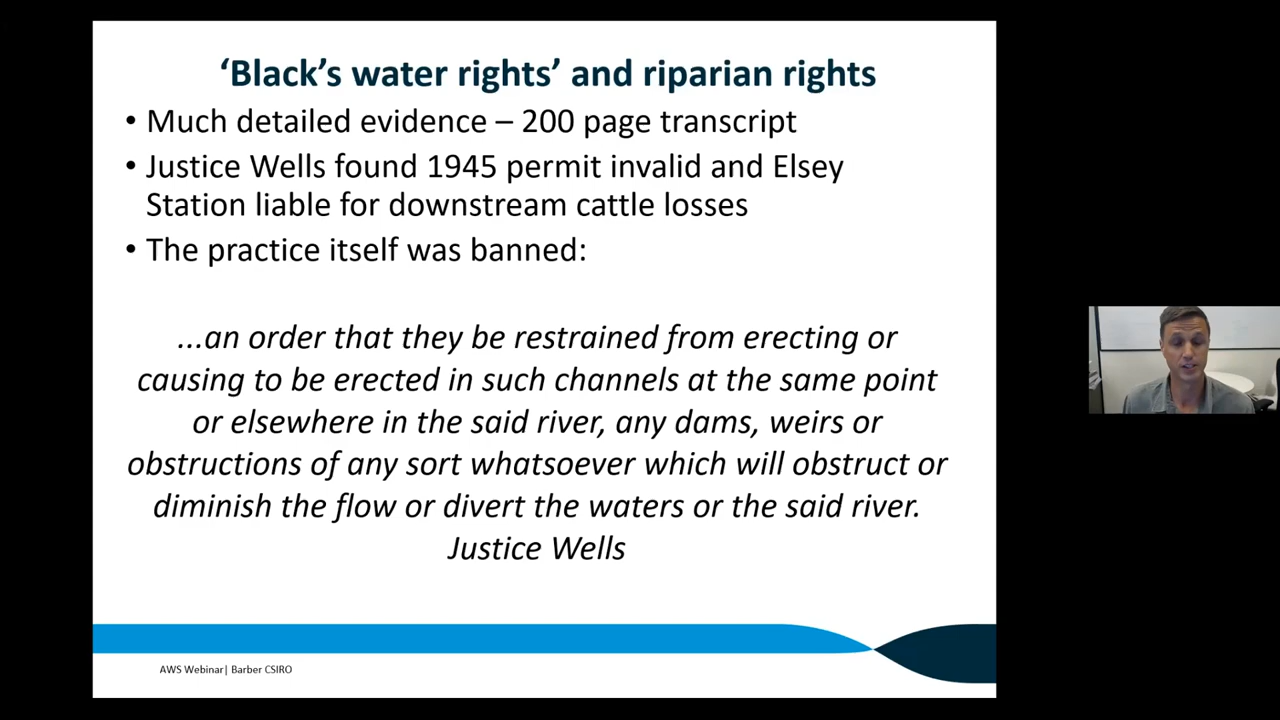 ‘Black’s water rights’ and riparian rights
• Much detailed evidence – 200 page transcript
• Justice Wells found 1945 permit invalid and Elsey
Station liable for downstream cattle losses
• The practice itself was banned:
...an order that they be restrained from erecting or
causing to be erected in such channels at the same point
or elsewhere in the said river, any dams, weirs or
obstructions of any sort whatsoever which will obstruct or
diminish the flow or divert the waters or the said river.
Justice Wells
AWS Webinar| Barber CSIRO